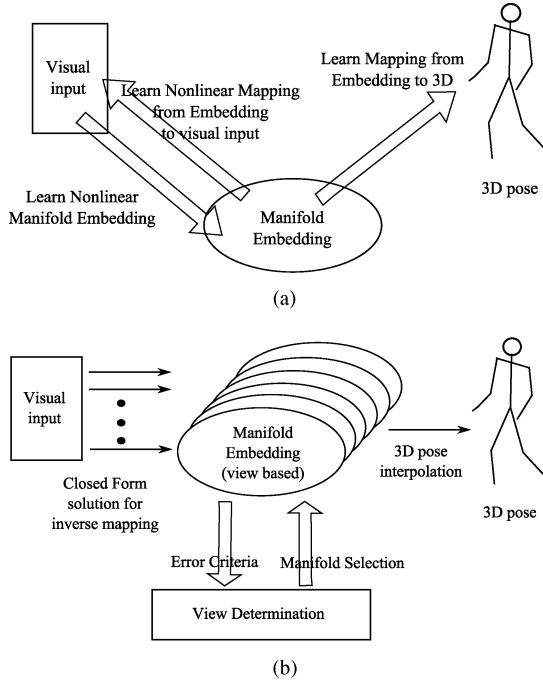 Visual
input
Learn Nonlinear Mapping
from Embedding
to visual input
Learn Mapping from
Embedding to 3D
3D pose
Learn Nonlinear
Manifold Embedding
Manifold
Embedding
(a)
Visual
input
Closed Form
solution for
inverse mapping
Manifold
Embedding
(view based)
3D pose
interpolation
3D pose
Error Criteria
Manifold Selection
View Determination
(b)